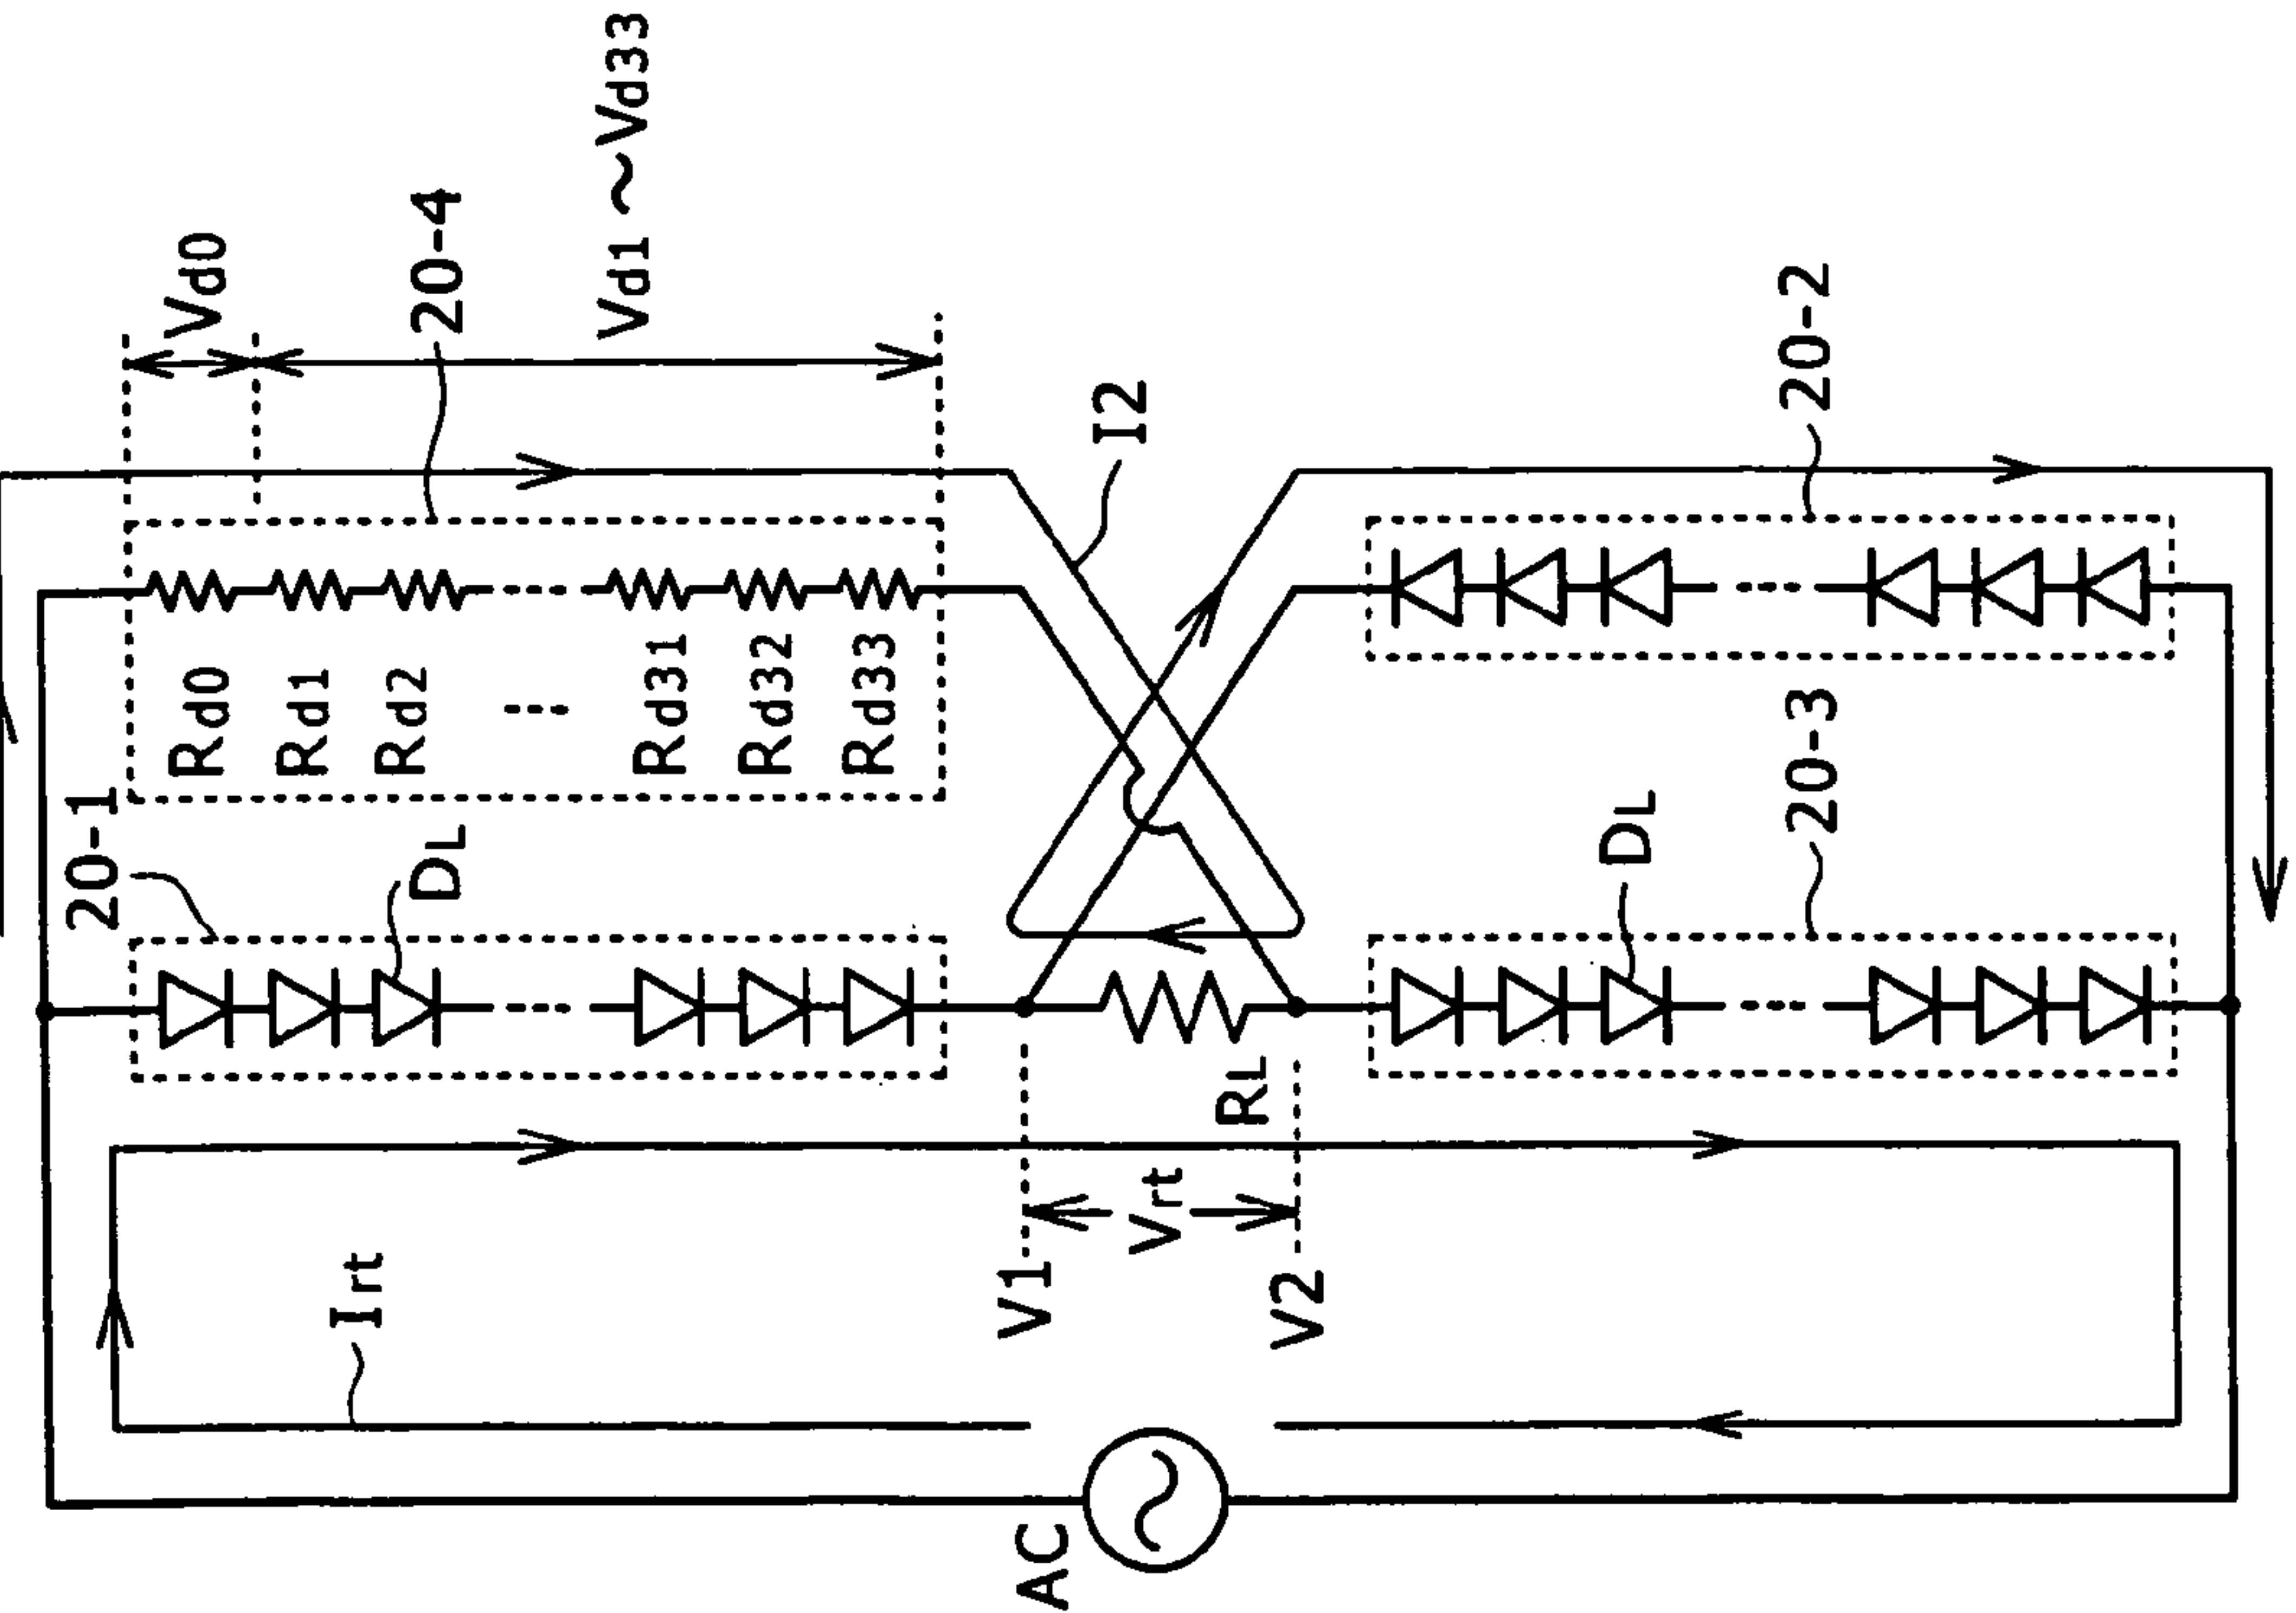 Vd0
20-4
Vd1 ~ Vd33
Rd0
Rd1
Rd2
Rd31
Rd32
Rd33
20-1
DL
I2
20-2
20-3
DL
RL
Irt
V1
Vrt
V2
AC